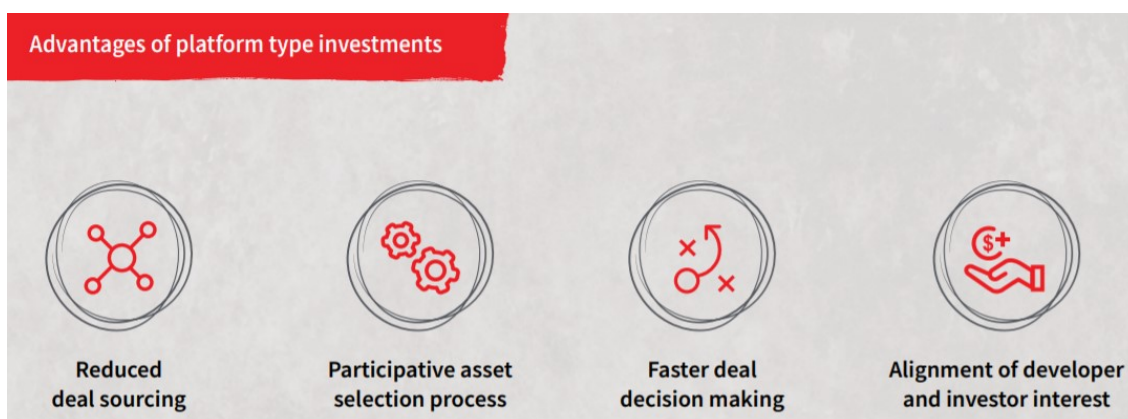 Advantages of platform type investments
Reduced
deal sourcing
Participative asset
selection process
Faster deal
decision making
$+
Alignment of developer
and investor interest